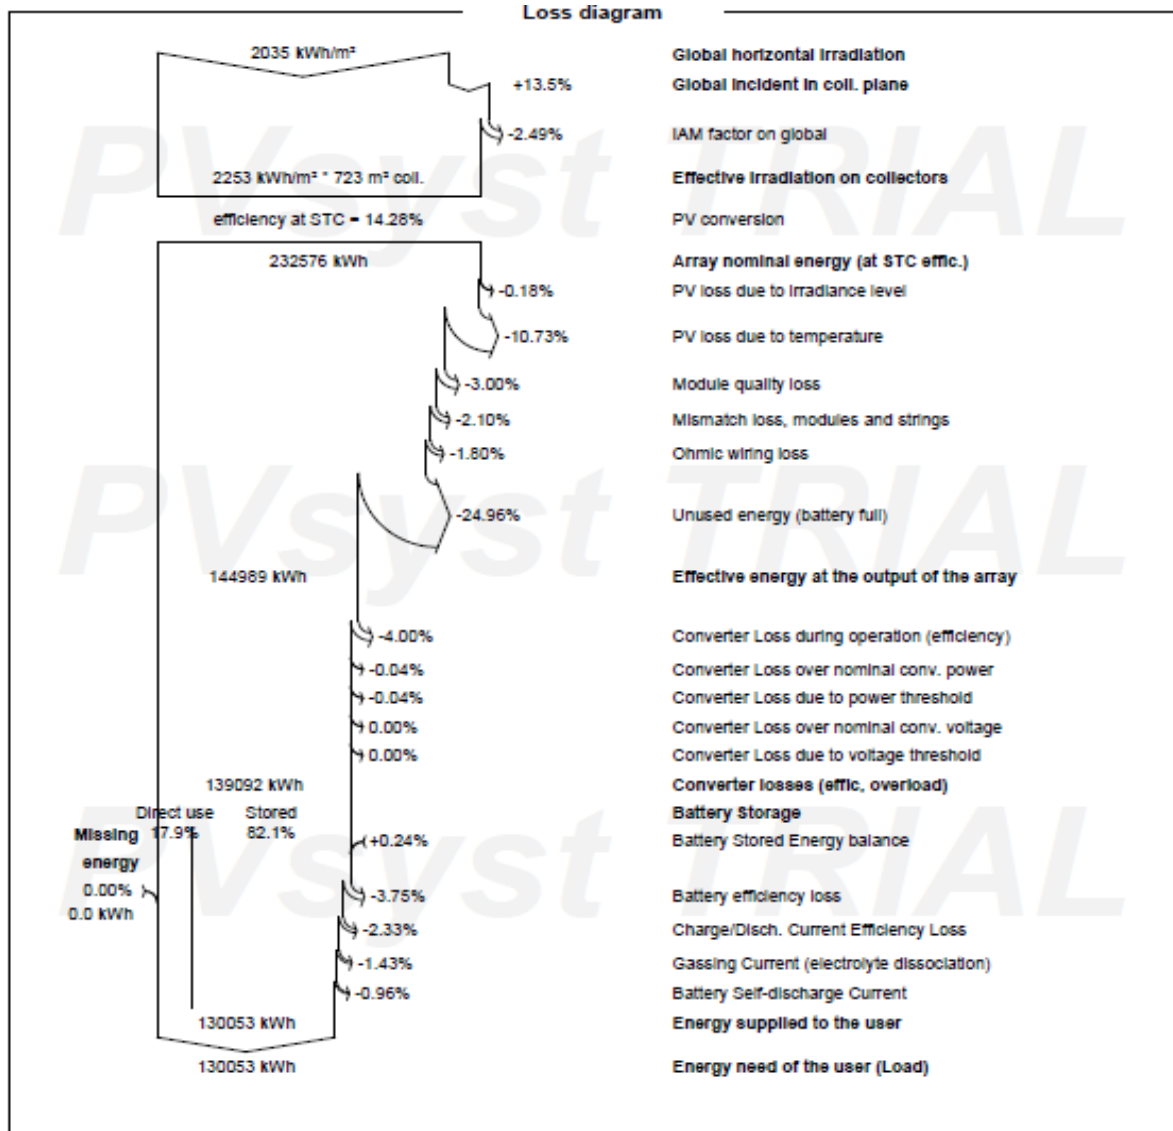 Loss diagram
2035 kWh/m² Global horizontal irradiation
+13.5% Global incident in coll. plane
-2.49% IAM factor on global
2253 kWh/m² * 723 m² coll. Effective irradiation on collectors
efficiency at STC = 14.28% PV conversion
232576 kWh Array nominal energy (at STC effic.)
-0.18% PV loss due to irradiance level
-10.73% PV loss due to temperature
-3.00% Module quality loss
-2.10% Mismatch loss, modules and strings
-1.80% Ohmic wiring loss
-24.96% Unused energy (battery full)
144989 kWh Effective energy at the output of the array
-4.00% Converter Loss during operation (efficiency)
-0.04% Converter Loss over nominal conv. power
-0.04% Converter Loss due to power threshold
0.00% Converter Loss over nominal conv. voltage
0.00% Converter Loss due to voltage threshold
139092 kWh Converter losses (effic, overload)
Direct use Stored Battery Storage
Missing 17.9% 82.1%
energy +0.24% Battery Stored Energy balance
0.00% -3.75% Battery efficiency loss
0.0 kWh
-2.33% Charge/Disch. Current Efficiency Loss
-1.43% Gassing Current (electrolyte dissociation)
-0.96% Battery Self-discharge Current
130053 kWh Energy supplied to the user
130053 kWh Energy need of the user (Load)
PVsyst TRIAL
PVsyst TRIAL
PVsyst TRIAL